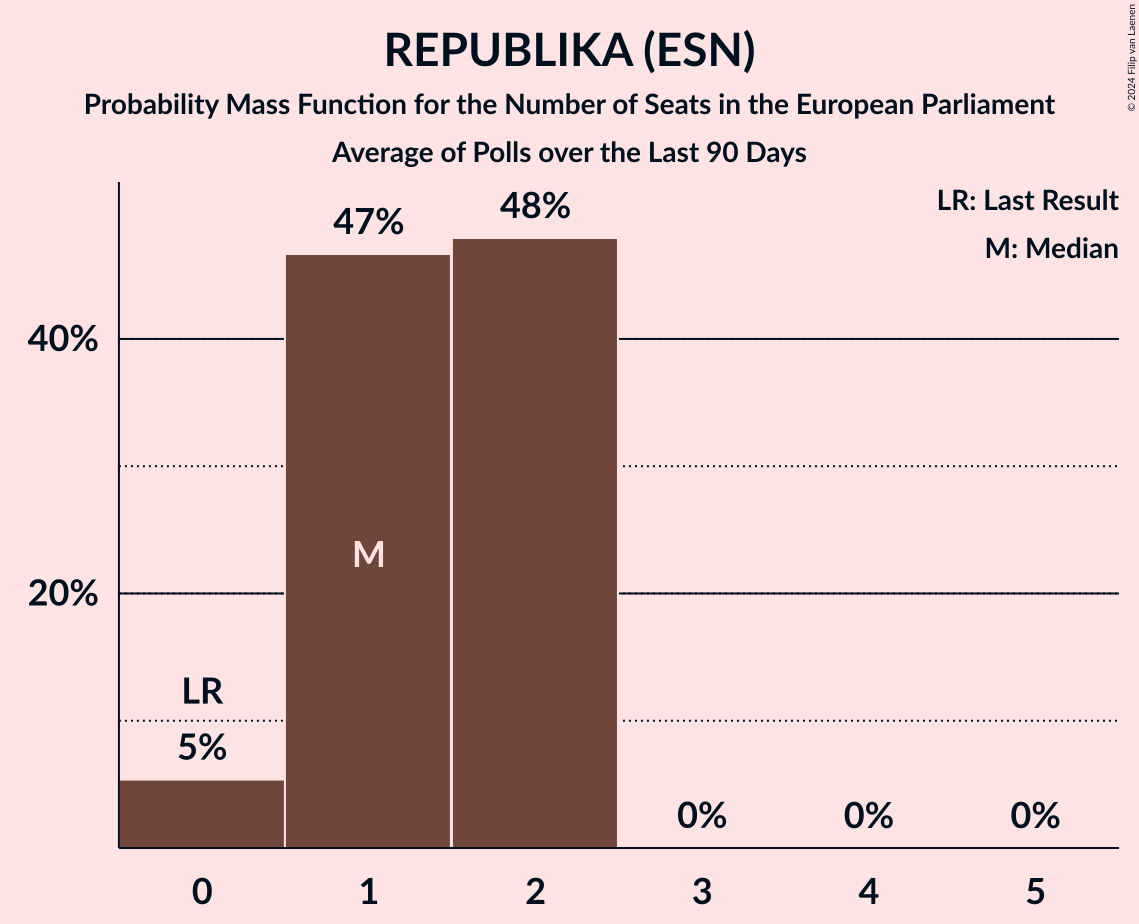 REPUBLIKA (ESN)
Probability Mass Function for the Number of Seats in the European Parliament
Average of Polls over the Last 90 Days
© 2024 Filip van Laenen
LR: Last Result
M: Median
47%
48%
40%
M
20%
LR
5%
0%
0%
0%
0
1
2
3
4
5